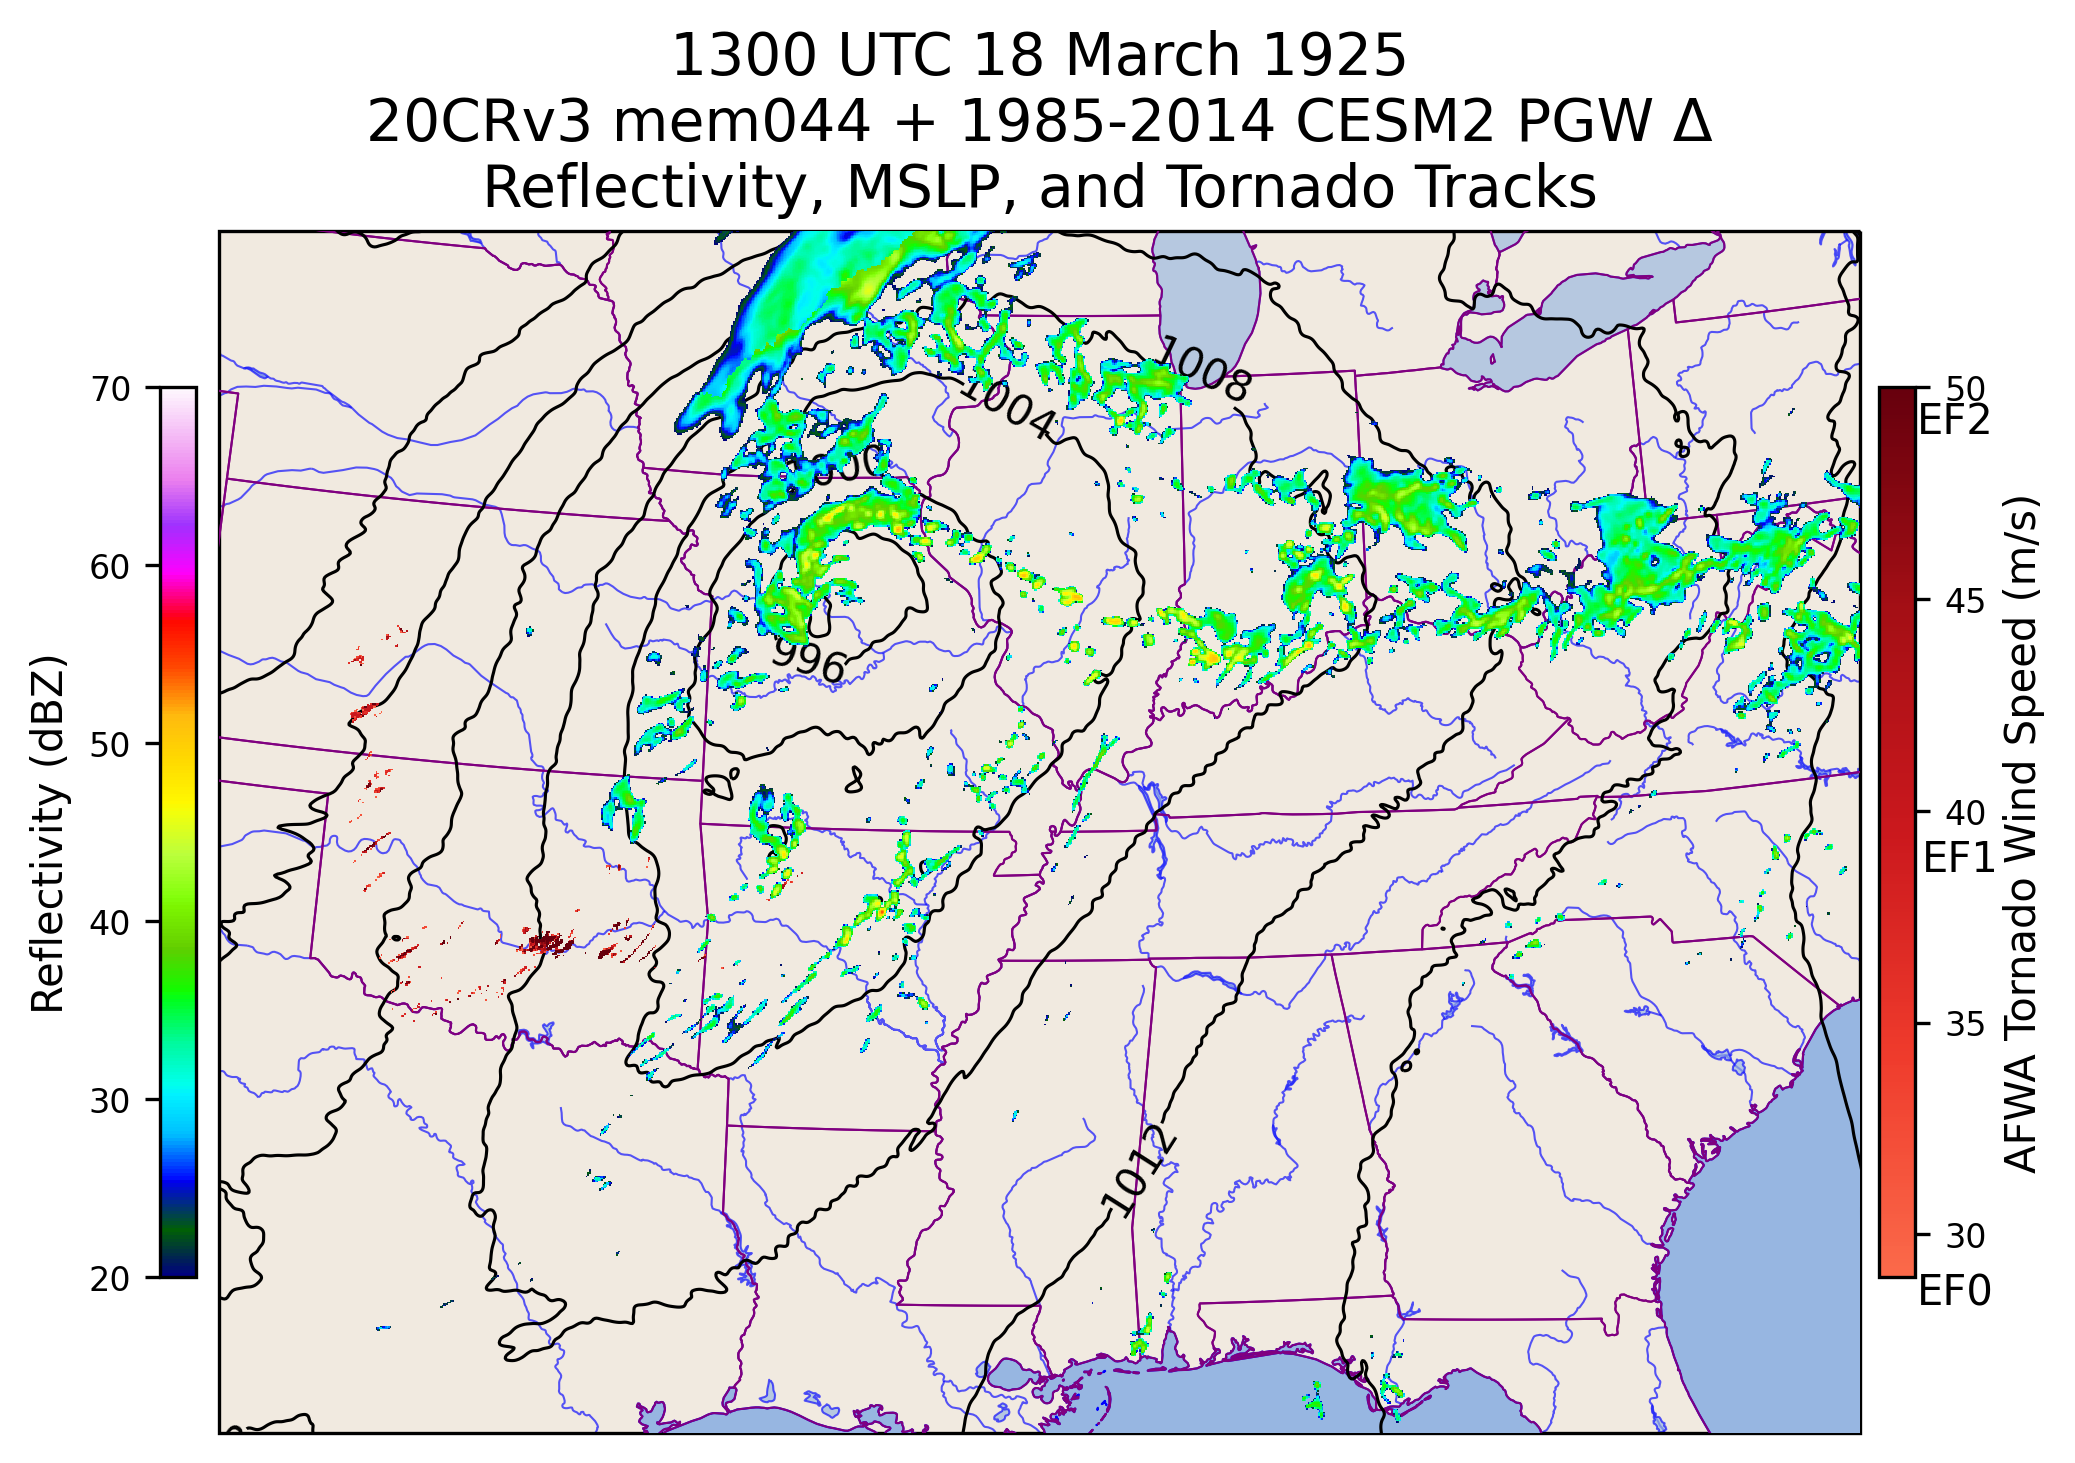 1300 UTC 18 March 1925
20CRv3 mem044 + 1985-2014 CESM2 PGW Δ
Reflectivity, MSLP, and Tornado Tracks
70
60
50
40
30
20
Reflectivity (dBZ)
1008
1004
1000
996
1012
50
EF2
45
40
EF1
35
30
EF0
AFWA Tornado Wind Speed (m/s)